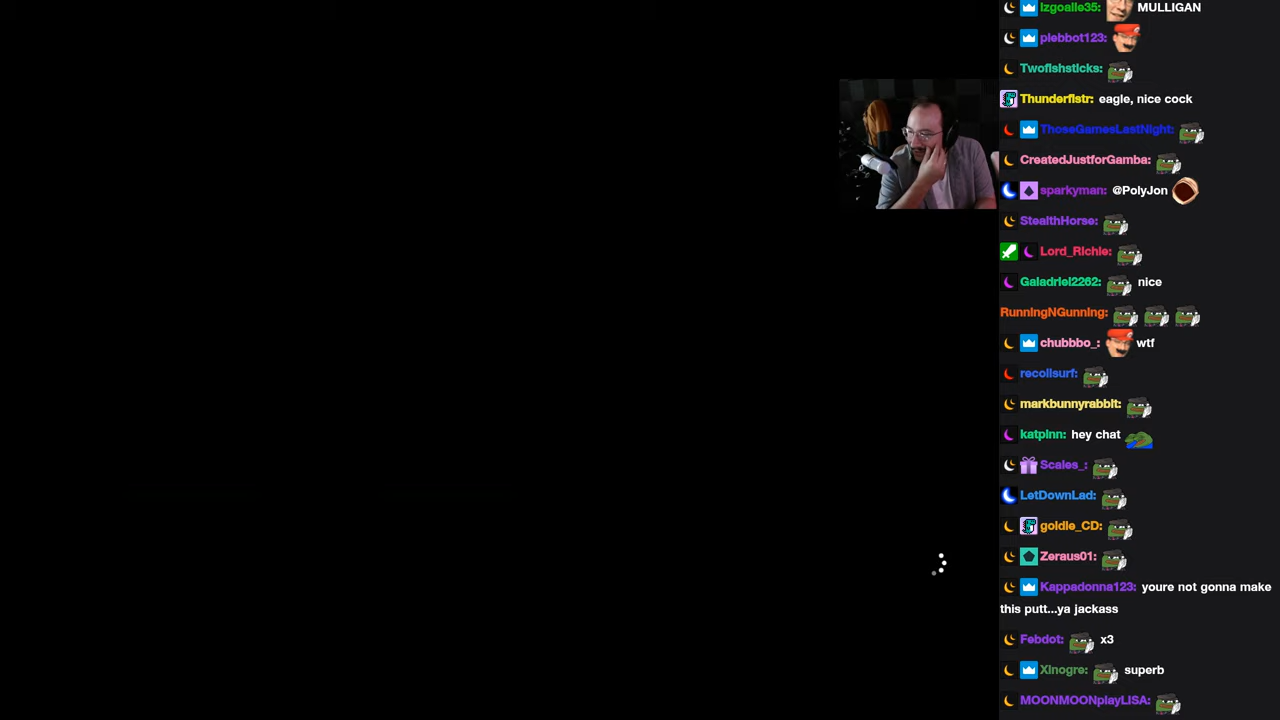 Izgoalle35: MULLIGAN
plebbot123:
Twofishsticks:
Thunderfistr: eagle, nice cock
ThoseGamesLastNight:
CreatedJustforGamba:
sparkyman: @PolyJon
StealthHorse:
Lord_Richie:
Galadriel2262: nice
RunningNGunning:
chubbbo_: wtf
recoilsurf:
markbunnyrabbit:
katpinn: hey chat
Scales_:
LetDownLad:
goldie_CD:
Zeraus01:
Kappadonna123: youre not gonna make
this putt...ya jackass
Febdot: x3
Xinogre: superb
MOONMOONplayLISA: